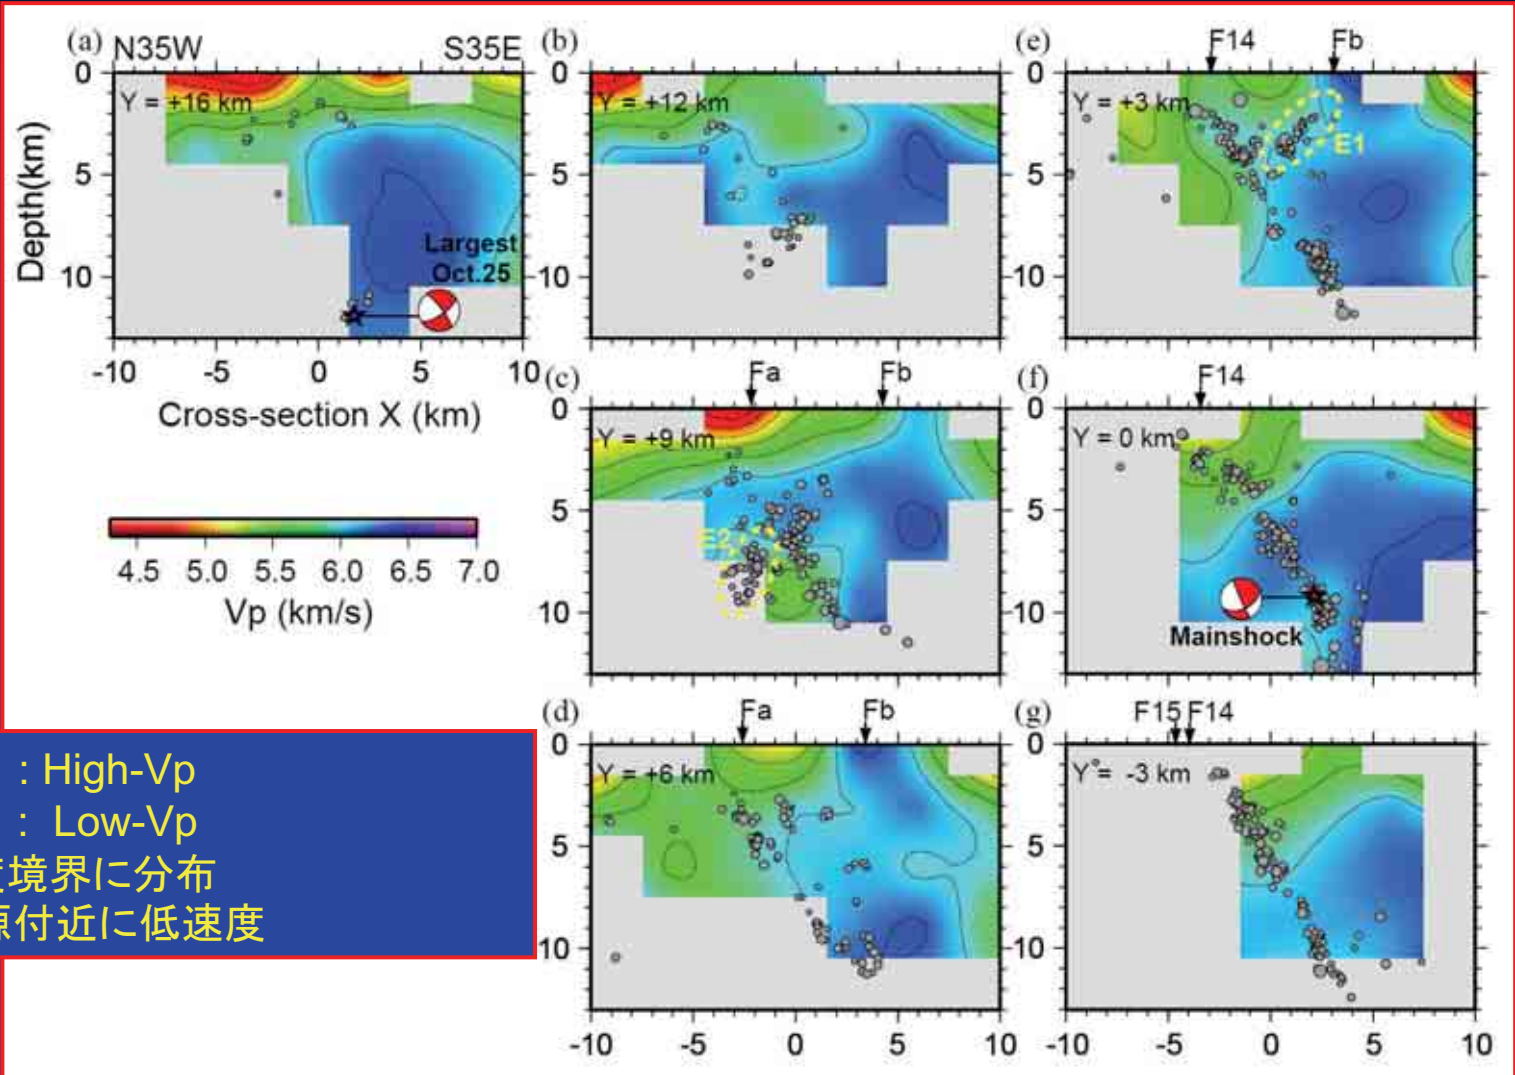 (a) N35W S35E
Y = +16 km
0
5
10
Depth(km)
Largest
Oct.25
-10 -5 0 5 10
Cross-section X (km)
4.5 5.0 5.5 6.0 6.5 7.0
Vp (km/s)
: High-Vp
: Low-Vp
境界に分布
付近に低速度
(b)
Y = +12 km
0
5
10
(c) Fa Fb
Y = +9 km
E2
0
5
10
(d) Fa Fb
Y = +6 km
0
5
10
-10 -5 0 5 10
(e) F14 Fb
Y = +3 km
E1
0
5
10
(f) F14
Y = 0 km
Mainshock
0
5
10
(g) F15 F14
Y = -3 km
0
5
10
-10 -5 0 5 10